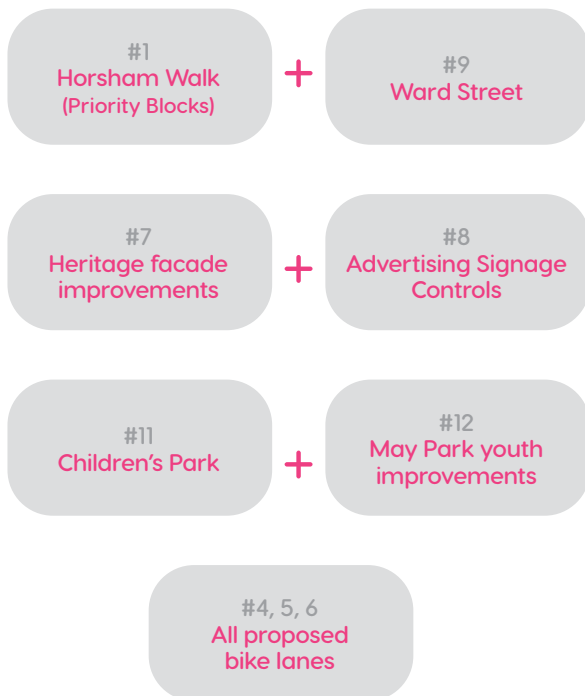 #1
Horsham Walk
(Priority Blocks)
+
#9
Ward Street
#7
Heritage facade
improvements
+
#8
Advertising Signage
Controls
#11
Children's Park
+
#12
May Park youth
improvements
#4, 5, 6
All proposed
bike lanes